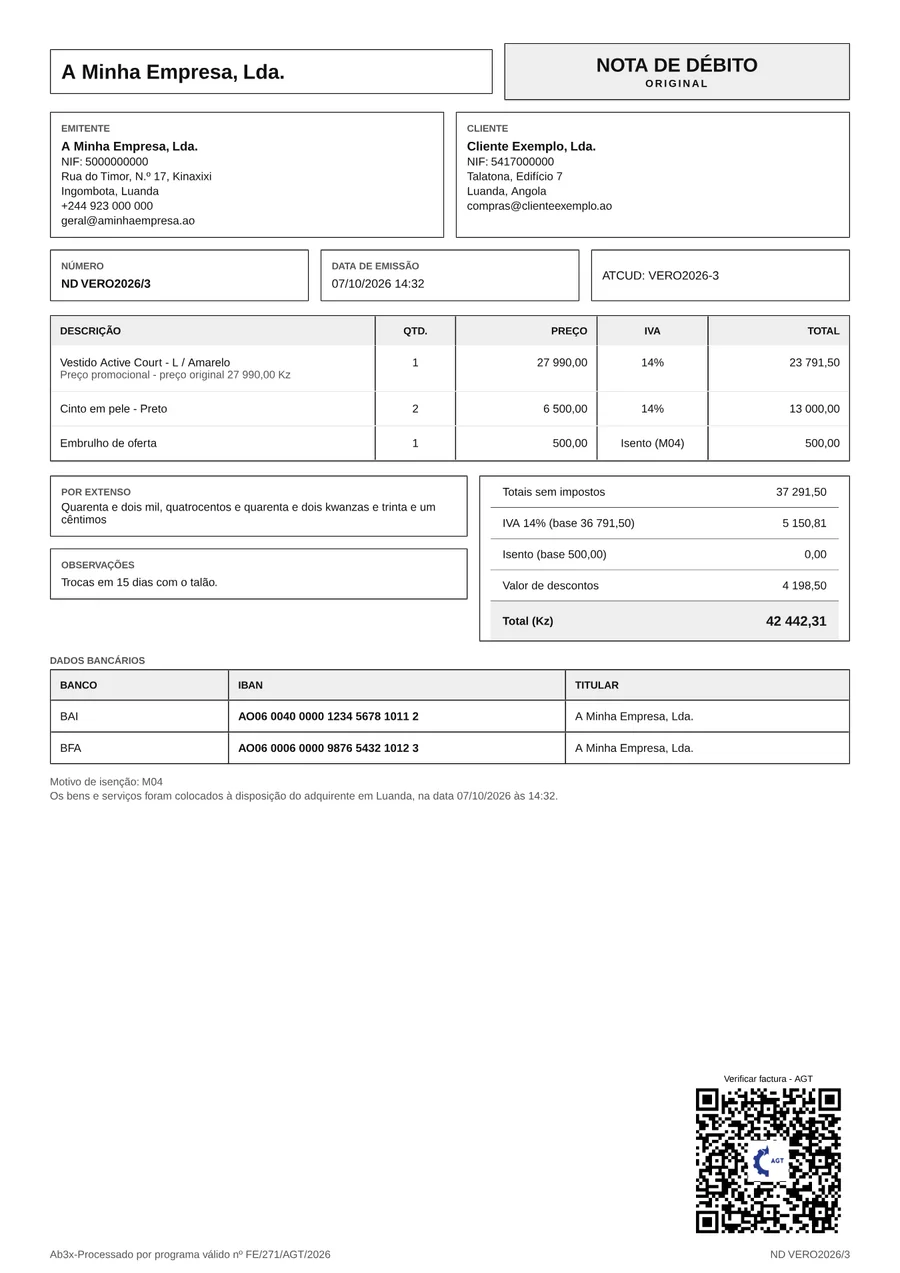 A Minha Empresa, Lda.
NOTA DE DÉBITO
ORIGINAL
EMITENTE
A Minha Empresa, Lda.
NIF: 5000000000
Rua do Timor, N.º 17, Kinaxixi
Ingombota, Luanda
+244 923 000 000
geral@aminhaempresa.ao
CLIENTE
Cliente Exemplo, Lda.
NIF: 5417000000
Talatona, Edifício 7
Luanda, Angola
compras@clienteexemplo.ao
NÚMERO
ND VERO2026/3
DATA DE EMISSÃO
07/10/2026 14:32
ATCUD: VERO2026-3
DESCRIÇÃO QTD. PREÇO IVA TOTAL
Vestido Active Court - L / Amarelo 1 27 990,00 14% 23 791,50
Preço promocional - preço original 27 990,00 Kz
Cinto em pele - Preto 2 6 500,00 14% 13 000,00
Embrulho de oferta 1 500,00 Isento (M04) 500,00
POR EXTENSO
Quarenta e dois mil, quatrocentos e quarenta e dois kwanzas e trinta e um
cêntimos
OBSERVAÇÕES
Trocas em 15 dias com o talão.
Totais sem impostos 37 291,50
IVA 14% (base 36 791,50) 5 150,81
Isento (base 500,00) 0,00
Valor de descontos 4 198,50
Total (Kz) 42 442,31
DADOS BANCÁRIOS
BANCO IBAN TITULAR
BAI AO06 0040 0000 1234 5678 1011 2 A Minha Empresa, Lda.
BFA AO06 0006 0000 9876 5432 1012 3 A Minha Empresa, Lda.
Motivo de isenção: M04
Os bens e serviços foram colocados à disposição do adquirente em Luanda, na data 07/10/2026 às 14:32.
Verificar factura - AGT
AGT
Ab3x-Processado por programa válido nº FE/271/AGT/2026
ND VERO2026/3